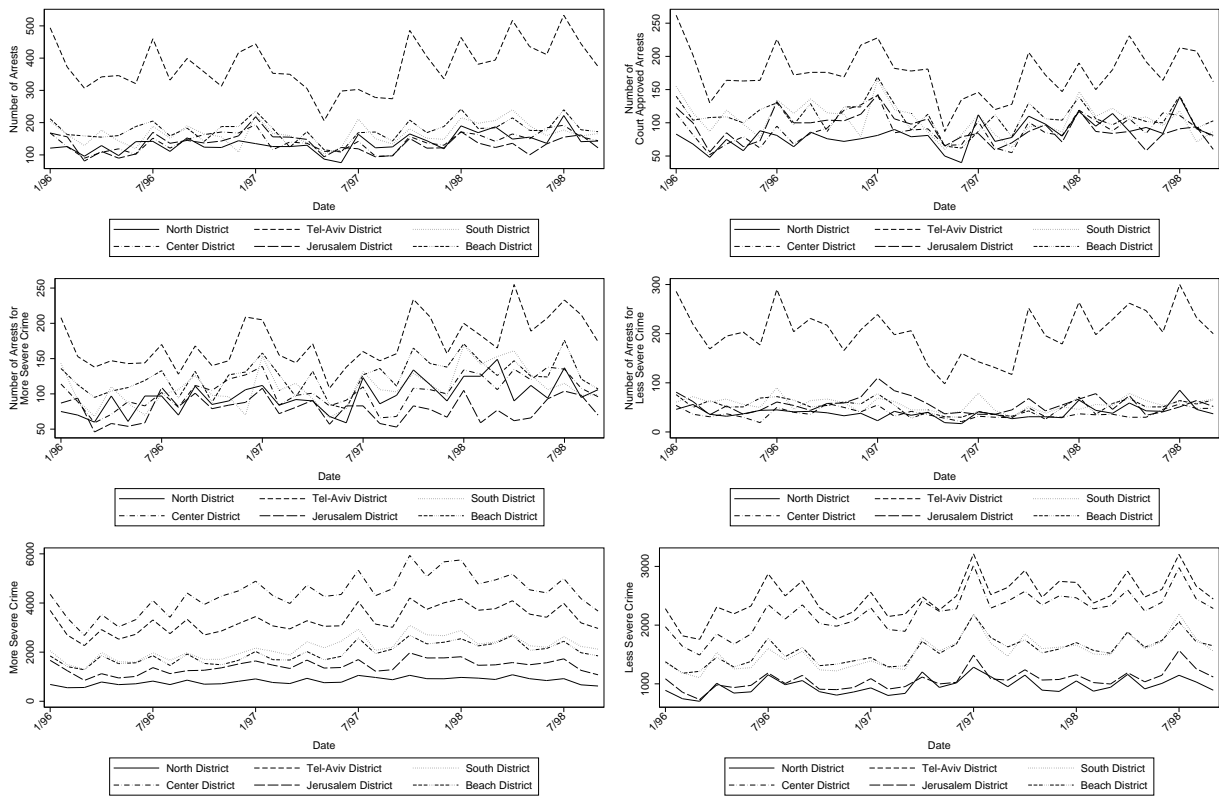 Number of Arrests
500
400
300
200
100
1/96
7/96
1/97
7/97
1/98
7/98
Date
North District
Tel-Aviv District
South District
Center District
Jerusalem District
Beach District
Number of
Court Approved Arrests
250
200
150
100
50
1/96
7/96
1/97
7/97
1/98
7/98
Date
North District
Tel-Aviv District
South District
Center District
Jerusalem District
Beach District
Number of Arrests for
More Severe Crime
250
200
150
100
50
1/96
7/96
1/97
7/97
1/98
7/98
Date
North District
Tel-Aviv District
South District
Center District
Jerusalem District
Beach District
Number of Arrests for
Less Severe Crime
300
200
100
0
1/96
7/96
1/97
7/97
1/98
7/98
Date
North District
Tel-Aviv District
South District
Center District
Jerusalem District
Beach District
More Severe Crime
6000
4000
2000
0
1/96
7/96
1/97
7/97
1/98
7/98
Date
North District
Tel-Aviv District
South District
Center District
Jerusalem District
Beach District
Less Severe Crime
3000
2000
1000
1/96
7/96
1/97
7/97
1/98
7/98
Date
North District
Tel-Aviv District
South District
Center District
Jerusalem District
Beach District